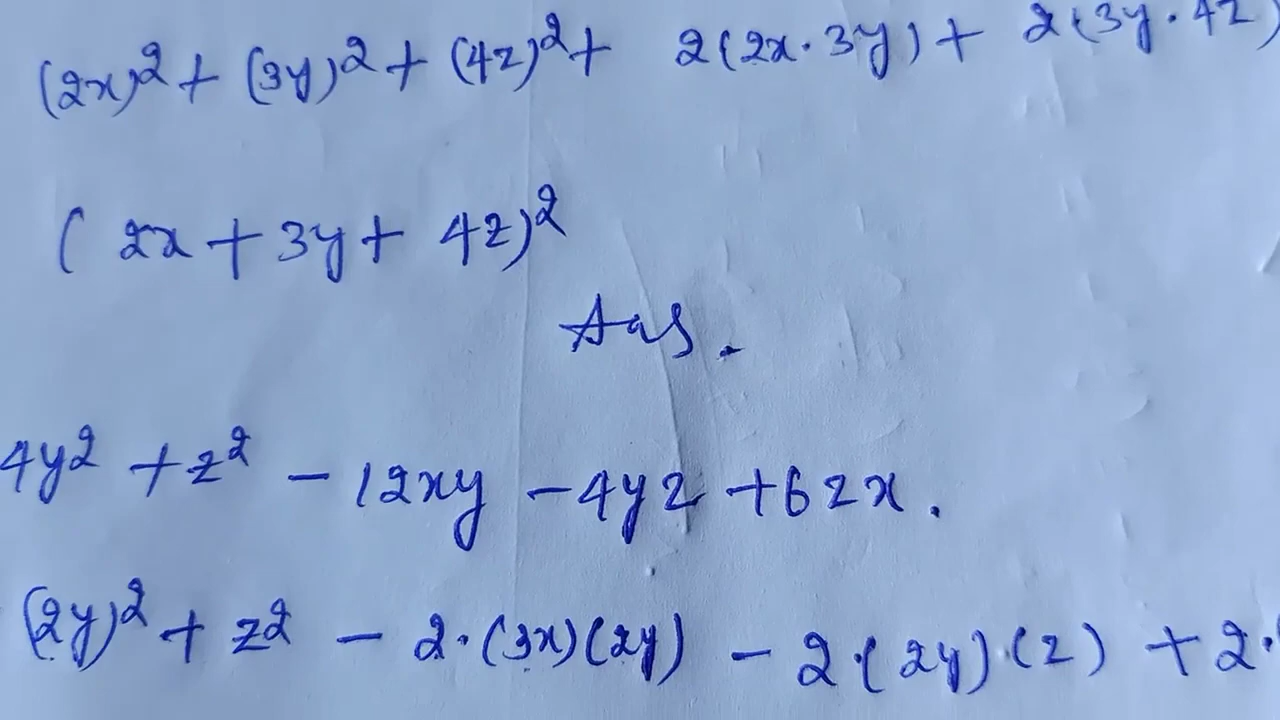 (2x)² + (3y)² + (4z)² + 2(2x·3y) + 2(3y·4z)
(2x + 3y + 4z)²
Ans.
4y² + z² - 12xy - 4yz + 6zx.
(2y)² + z² - 2·(3x)(2y) - 2·(2y)·(z) + 2·(